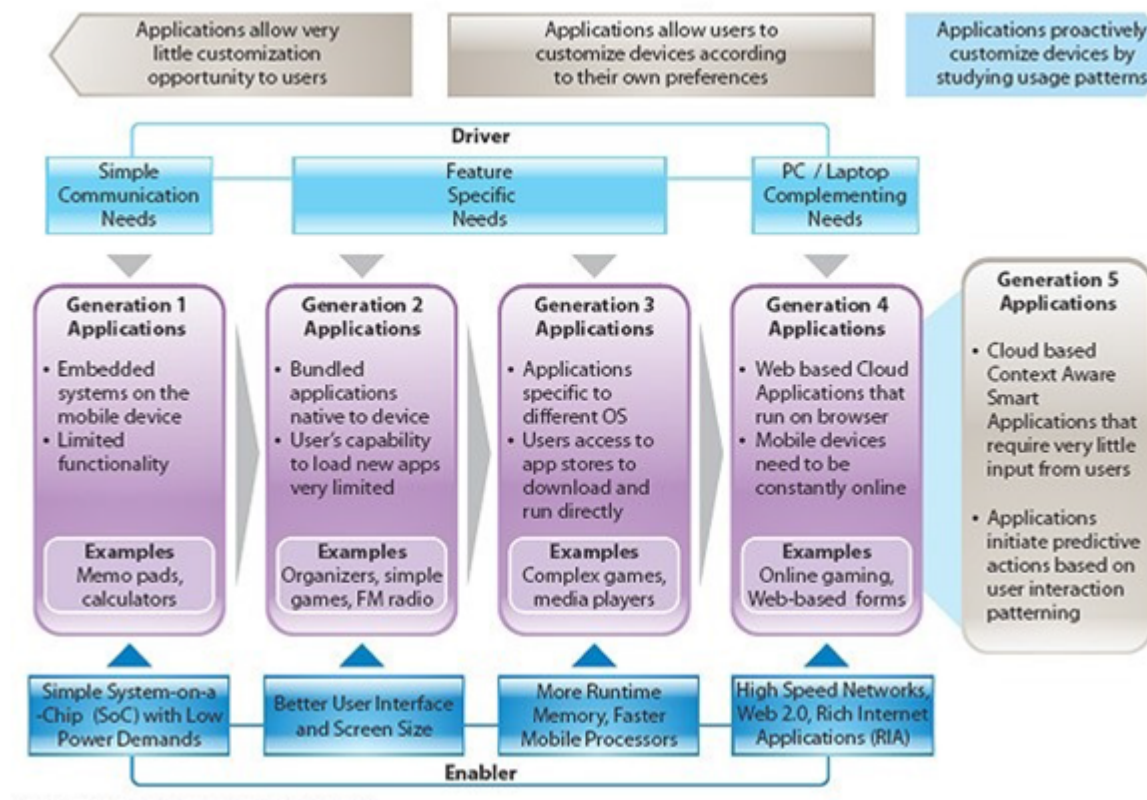 Applications allow very
little customization
opportunity to users
Applications allow users to
customize devices according
to their own preferences
Applications proactively
customize devices by
studying usage patterns
Driver
Simple
Communication
Needs
Feature
Specific
Needs
PC / Laptop
Complementing
Needs
Generation 1
Applications
• Embedded
systems on the
mobile device
• Limited
functionality
Examples
Memo pads,
calculators
Generation 2
Applications
• Bundled
applications
native to device
• User's capability
to load new apps
very limited
Examples
Organizers, simple
games, FM radio
Generation 3
Applications
• Applications
specific to
different OS
• Users access to
app stores to
download and
run directly
Examples
Complex games,
media players
Generation 4
Applications
• Web based Cloud
Applications that
run on browser
• Mobile devices
need to be
constantly online
Examples
Online gaming,
Web-based forms
Generation 5
Applications
• Cloud based
Context Aware
Smart
Applications that
require very little
input from users
• Applications
initiate predictive
actions based on
user interaction
patterning
Simple System-on-a
-Chip (SoC) with Low
Power Demands
Better User Interface
and Screen Size
More Runtime
Memory, Faster
Mobile Processors
High Speed Networks,
Web 2.0, Rich Internet
Applications (RIA)
Enabler